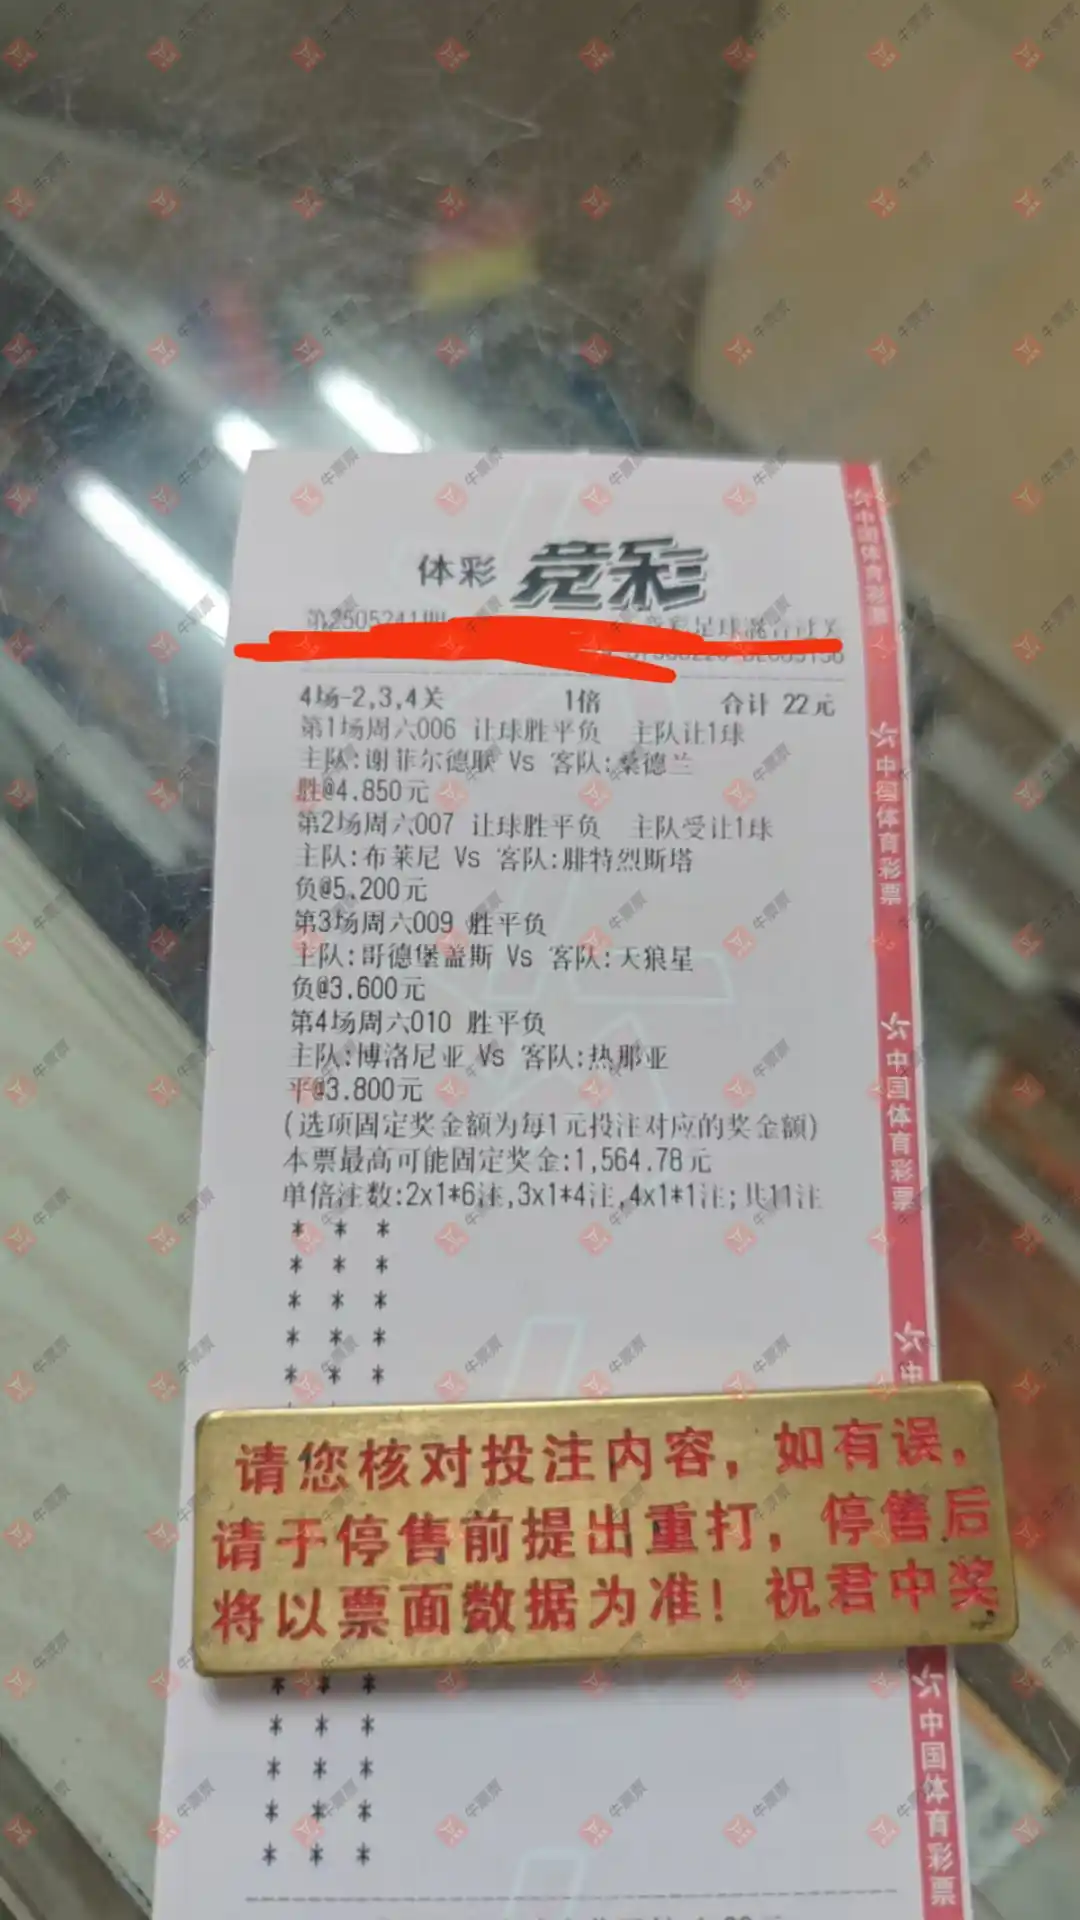 体彩 竞彩
第2505241期
4场-2,3,4关 1倍 合计 22元
第1场周六006 让球胜平负 主队让1球
主队:谢菲尔德联 Vs 客队:桑德兰
胜@4.850元
第2场周六007 让球胜平负 主队受让1球
主队:布莱尼 Vs 客队:腓特烈斯塔
负@5.200元
第3场周六009 胜平负
主队:哥德堡盖斯 Vs 客队:天狼星
负@3.600元
第4场周六010 胜平负
主队:博洛尼亚 Vs 客队:热那亚
平@3.800元
(选项固定奖金额为每1元投注对应的奖金额)
本票最高可能固定奖金:1,564.78元
单倍注数:2x1*6注,3x1*4注,4x1*1注;共11注
* * *
* * *
* * *
* * *
* * *
请您核对投注内容，如有误，
请于停售前提出重打，停售后
将以票面数据为准！祝君中奖
* * *
* * *
* * *
* * *
* * *
中国体育彩票
中国体育彩票
中国体育彩票
中
中国体育彩票
牛票票